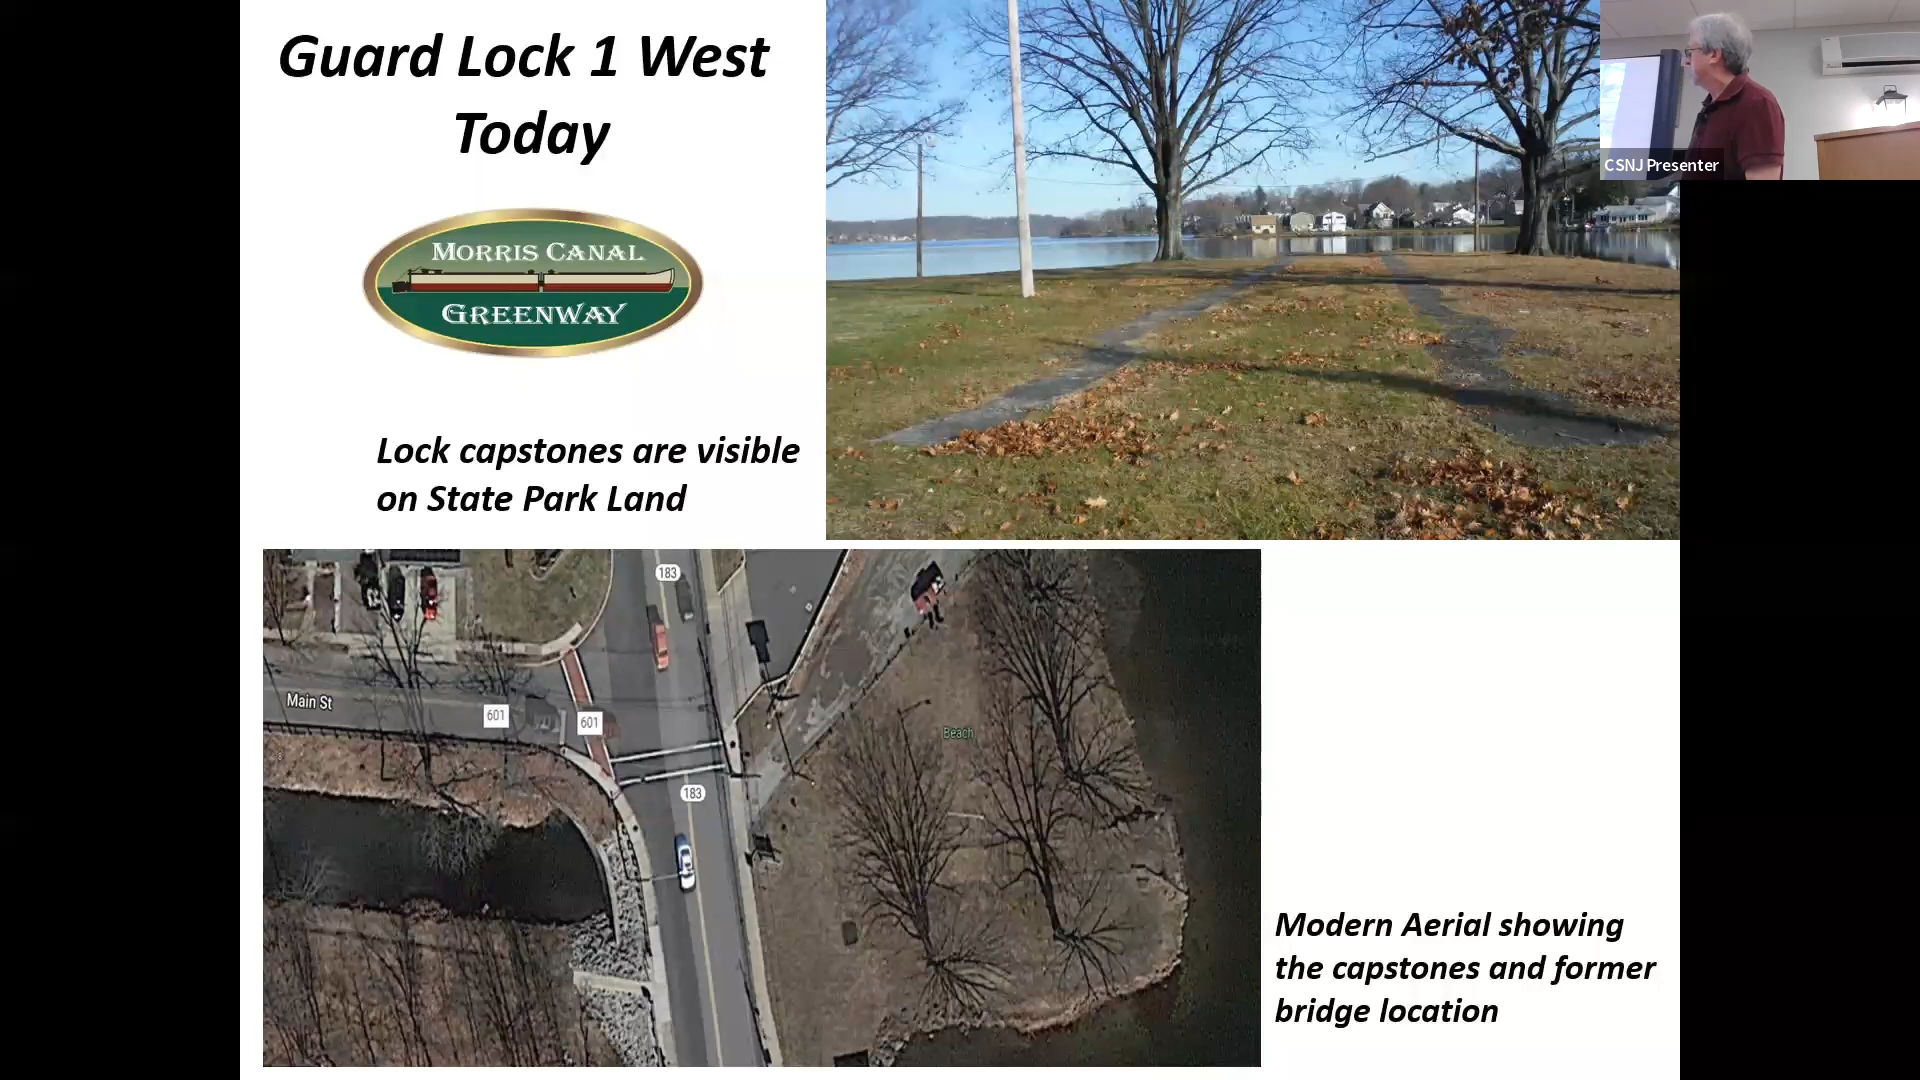 Guard Lock 1 West
Today
MORRIS CANAL
GREENWAY
Lock capstones are visible
on State Park Land
CSNJ Presenter
183
Main St
601
601
Beach
183
Modern Aerial showing
the capstones and former
bridge location